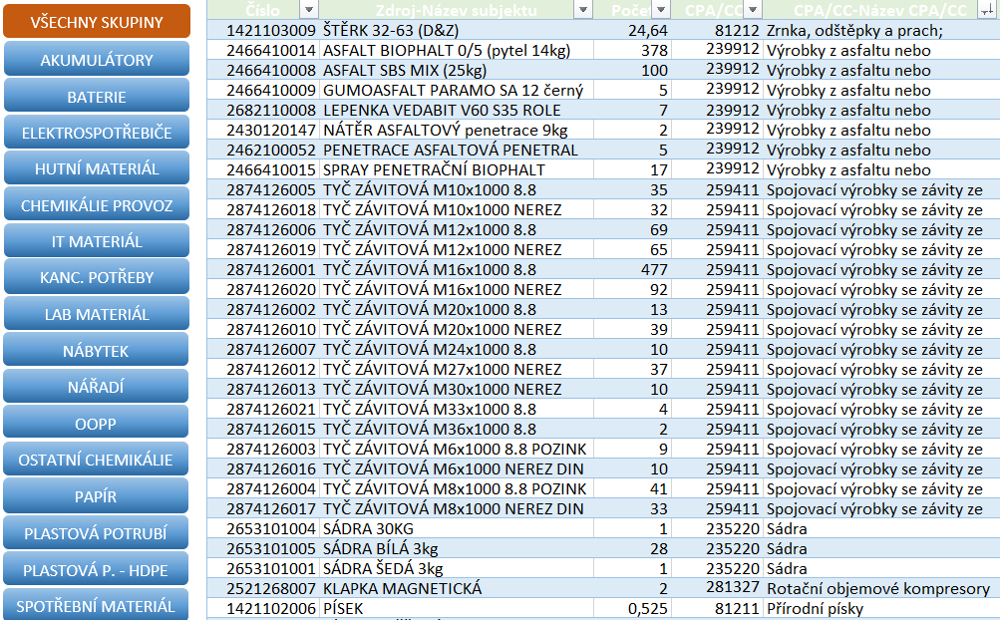 VŠECHNY SKUPINY
AKUMULÁTORY
BATERIE
ELEKTROSPOTŘEBIČE
HUTNÍ MATERIÁL
CHEMIKÁLIE PROVOZ
IT MATERIÁL
KANC. POTŘEBY
LAB MATERIÁL
NÁBYTEK
NÁŘADÍ
OOPP
OSTATNÍ CHEMIKÁLIE
PAPÍR
PLASTOVÁ POTRUBÍ
PLASTOVÁ P. - HDPE
SPOTŘEBNÍ MATERIÁL
Číslo Zdroj-Název subjektu Počet CPA/CC CPA/CC-Název CPA/CC
1421103009 ŠTĚRK 32-63 (D&Z) 24,64 81212 Zrnka, odštěpky a prach;
2466410014 ASFALT BIOPHALT 0/5 (pytel 14kg) 378 239912 Výrobky z asfaltu nebo
2466410008 ASFALT SBS MIX (25kg) 100 239912 Výrobky z asfaltu nebo
2466410009 GUMOASFALT PARAMO SA 12 černý 5 239912 Výrobky z asfaltu nebo
2682110008 LEPENKA VEDABIT V60 S35 ROLE 7 239912 Výrobky z asfaltu nebo
2430120147 NÁTĚR ASFALTOVÝ penetrace 9kg 2 239912 Výrobky z asfaltu nebo
2462100052 PENETRACE ASFALTOVÁ PENETRAL 5 239912 Výrobky z asfaltu nebo
2466410015 SPRAY PENETRAČNÍ BIOPHALT 17 239912 Výrobky z asfaltu nebo
2874126005 TYČ ZÁVITOVÁ M10x1000 8.8 35 259411 Spojovací výrobky se závity ze
2874126018 TYČ ZÁVITOVÁ M10x1000 NEREZ 32 259411 Spojovací výrobky se závity ze
2874126006 TYČ ZÁVITOVÁ M12x1000 8.8 69 259411 Spojovací výrobky se závity ze
2874126019 TYČ ZÁVITOVÁ M12x1000 NEREZ 65 259411 Spojovací výrobky se závity ze
2874126001 TYČ ZÁVITOVÁ M16x1000 8.8 477 259411 Spojovací výrobky se závity ze
2874126020 TYČ ZÁVITOVÁ M16x1000 NEREZ 92 259411 Spojovací výrobky se závity ze
2874126002 TYČ ZÁVITOVÁ M20x1000 8.8 13 259411 Spojovací výrobky se závity ze
2874126010 TYČ ZÁVITOVÁ M20x1000 NEREZ 39 259411 Spojovací výrobky se závity ze
2874126007 TYČ ZÁVITOVÁ M24x1000 8.8 10 259411 Spojovací výrobky se závity ze
2874126012 TYČ ZÁVITOVÁ M27x1000 NEREZ 37 259411 Spojovací výrobky se závity ze
2874126013 TYČ ZÁVITOVÁ M30x1000 NEREZ 10 259411 Spojovací výrobky se závity ze
2874126021 TYČ ZÁVITOVÁ M33x1000 8.8 4 259411 Spojovací výrobky se závity ze
2874126015 TYČ ZÁVITOVÁ M36x1000 8.8 2 259411 Spojovací výrobky se závity ze
2874126003 TYČ ZÁVITOVÁ M6x1000 8.8 POZINK 9 259411 Spojovací výrobky se závity ze
2874126016 TYČ ZÁVITOVÁ M6x1000 NEREZ DIN 10 259411 Spojovací výrobky se závity ze
2874126004 TYČ ZÁVITOVÁ M8x1000 8.8 POZINK 41 259411 Spojovací výrobky se závity ze
2874126017 TYČ ZÁVITOVÁ M8x1000 NEREZ DIN 33 259411 Spojovací výrobky se závity ze
2653101004 SÁDRA 30KG 1 235220 Sádra
2653101005 SÁDRA BÍLÁ 3kg 28 235220 Sádra
2653101001 SÁDRA ŠEDÁ 3kg 1 235220 Sádra
2521268007 KLAPKA MAGNETICKÁ 2 281327 Rotační objemové kompresory
1421102006 PÍSEK 0,525 81211 Přírodní písky